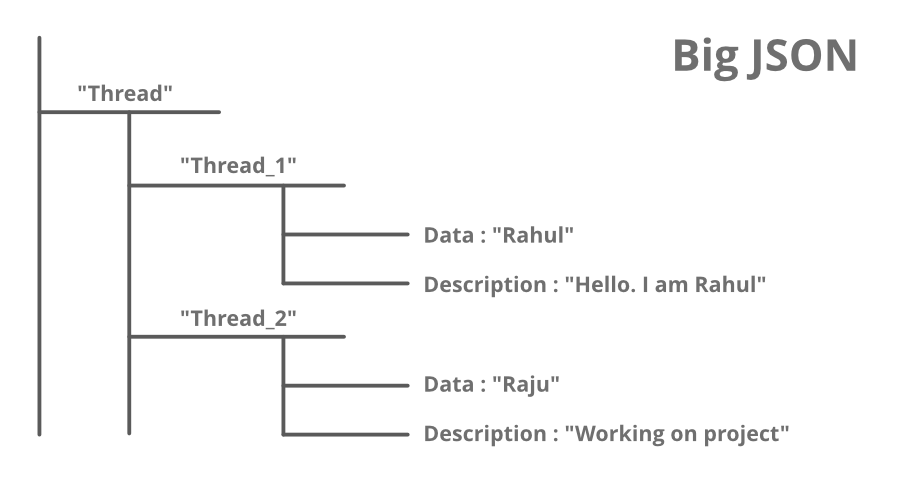 Big JSON
"Thread"
"Thread_1"
Data : "Rahul"
Description : "Hello. I am Rahul"
"Thread_2"
Data : "Raju"
Description : "Working on project"